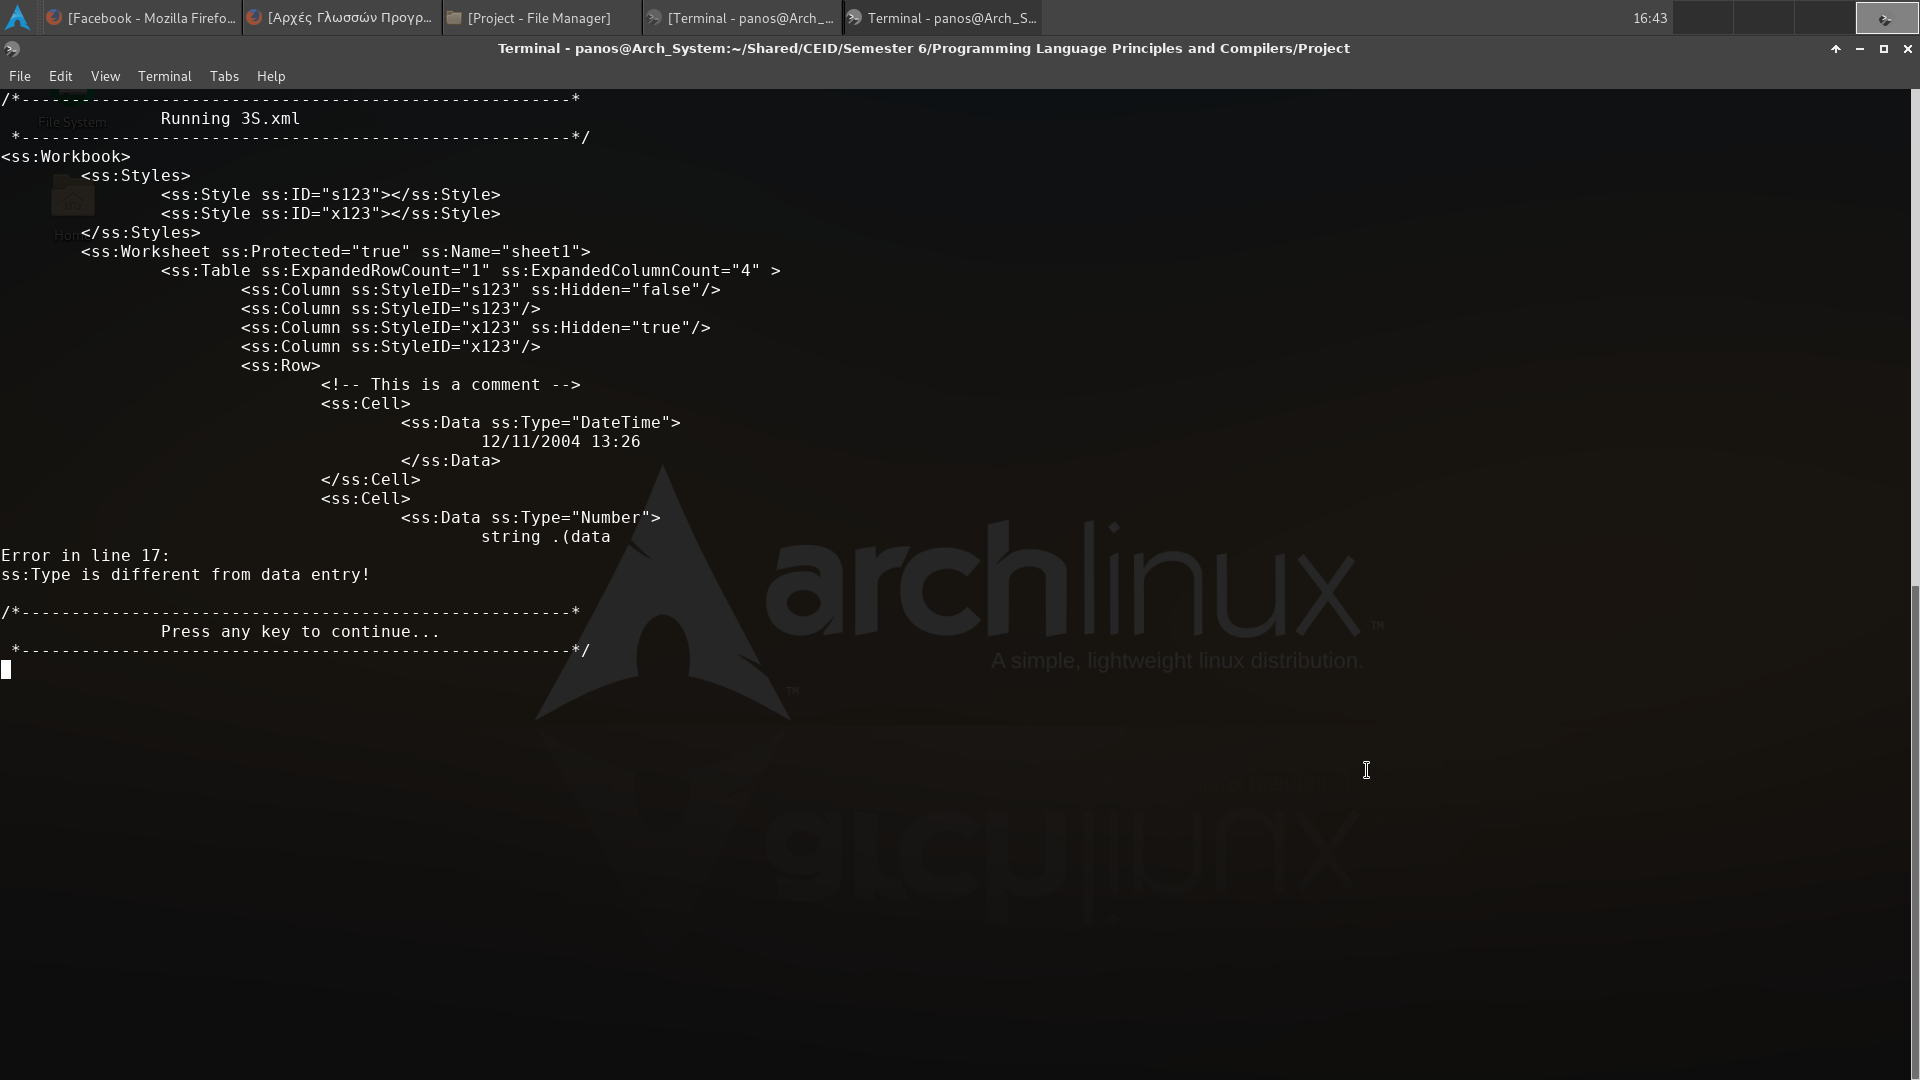 [Facebook - Mozilla Firefo... [Αρχές Γλωσσών Προγρ... [Project - File Manager] [Terminal - panos@Arch_... Terminal - panos@Arch_S... 16:43
Terminal - panos@Arch_System:~/Shared/CEID/Semester 6/Programming Language Principles and Compilers/Project
File Edit View Terminal Tabs Help
/*-------------------------------------------------------*
                Running 3S.xml
 *-------------------------------------------------------*/
<ss:Workbook>
        <ss:Styles>
                <ss:Style ss:ID="s123"></ss:Style>
                <ss:Style ss:ID="x123"></ss:Style>
        </ss:Styles>
        <ss:Worksheet ss:Protected="true" ss:Name="sheet1">
                <ss:Table ss:ExpandedRowCount="1" ss:ExpandedColumnCount="4" >
                        <ss:Column ss:StyleID="s123" ss:Hidden="false"/>
                        <ss:Column ss:StyleID="s123"/>
                        <ss:Column ss:StyleID="x123" ss:Hidden="true"/>
                        <ss:Column ss:StyleID="x123"/>
                        <ss:Row>
                                <!-- This is a comment -->
                                <ss:Cell>
                                        <ss:Data ss:Type="DateTime">
                                                12/11/2004 13:26
                                        </ss:Data>
                                </ss:Cell>
                                <ss:Cell>
                                        <ss:Data ss:Type="Number">
                                                string .(data
Error in line 17:
ss:Type is different from data entry!
/*-------------------------------------------------------*
                Press any key to continue...
 *-------------------------------------------------------*/
File System
Home
archlinux™
A simple, lightweight linux distribution.
™